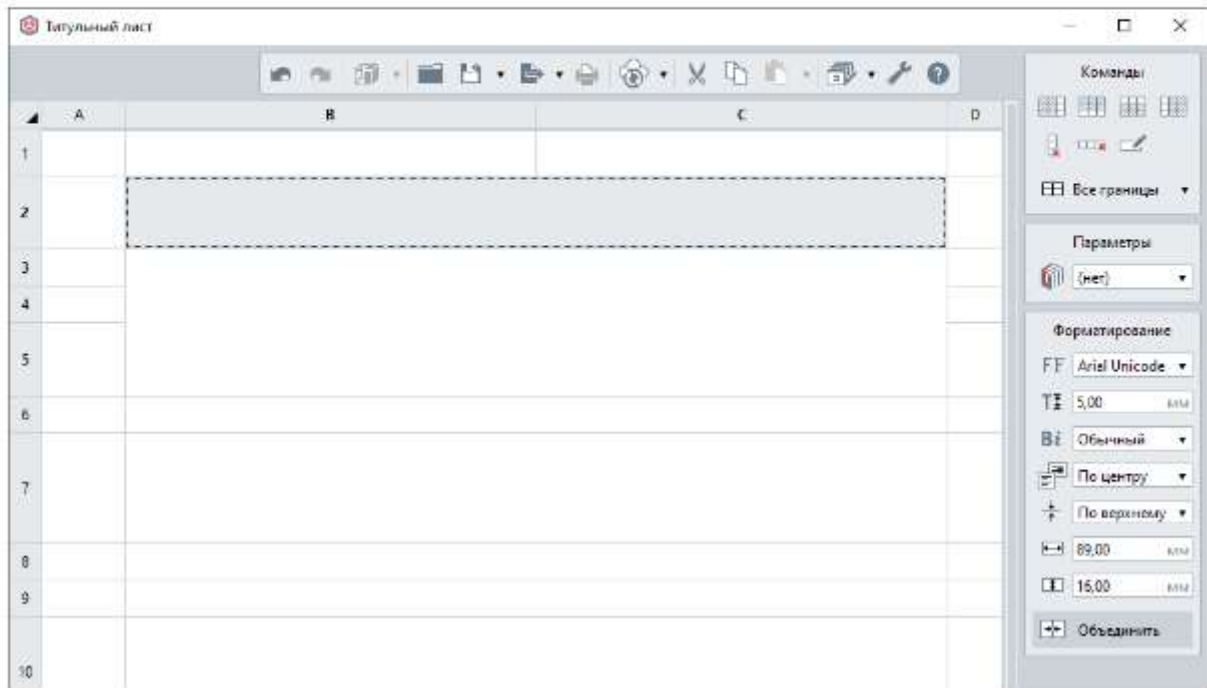 Титульный лист
Команды
A B C D
1
Все границы
2
Параметры
3
(нет)
4
Форматирование
5
FF Arial Unicode
T 5,00 мм
6
Bi Обычный
По центру
7
По верхнему
89,00 мм
8
16,00 мм
9
Объединить
10